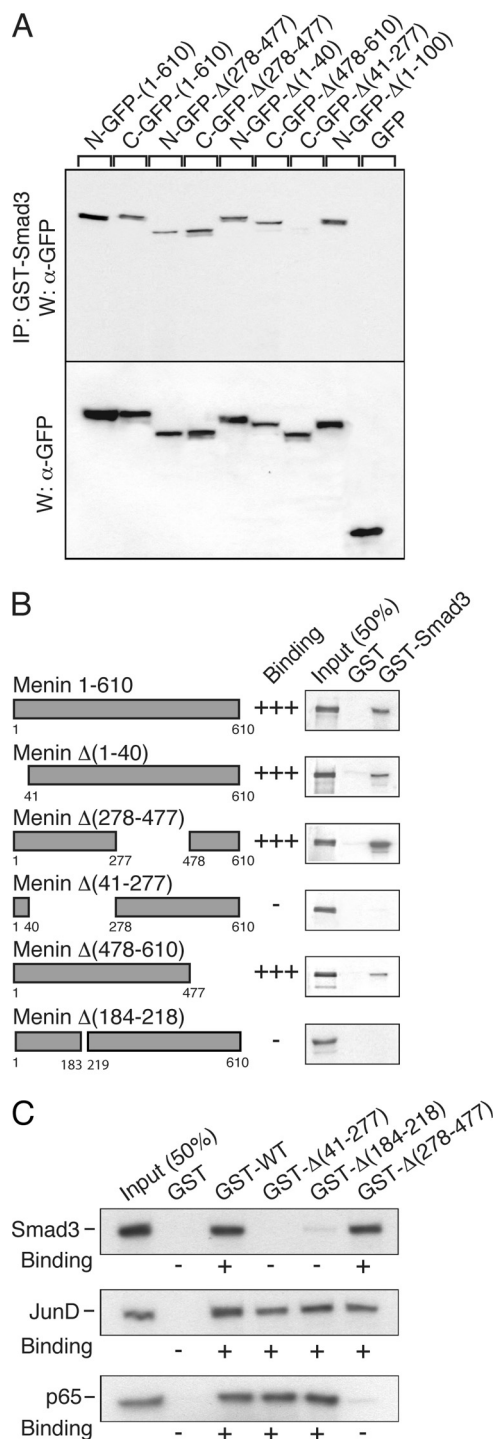 A
N-GFP-(1-610)
C-GFP-(1-610)
N-GFP-Δ(278-477)
C-GFP-Δ(278-477)
N-GFP-Δ(1-40)
C-GFP-Δ(478-610)
C-GFP-Δ(41-277)
N-GFP-Δ(1-100)
GFP
IP: GST-Smad3
W: α-GFP
W: α-GFP
B
Binding
Input (50%)
GST
GST-Smad3
Menin 1-610
+++
1 610
Menin Δ(1-40)
+++
41 610
Menin Δ(278-477)
+++
1 277 478 610
Menin Δ(41-277)
-
1 40 278 610
Menin Δ(478-610)
+++
1 477
Menin Δ(184-218)
-
1 183 219 610
C
Input (50%)
GST
GST-WT
GST-Δ(41-277)
GST-Δ(184-218)
GST-Δ(278-477)
Smad3
Binding - + - - +
JunD
Binding - + + + +
p65
Binding - + + + -